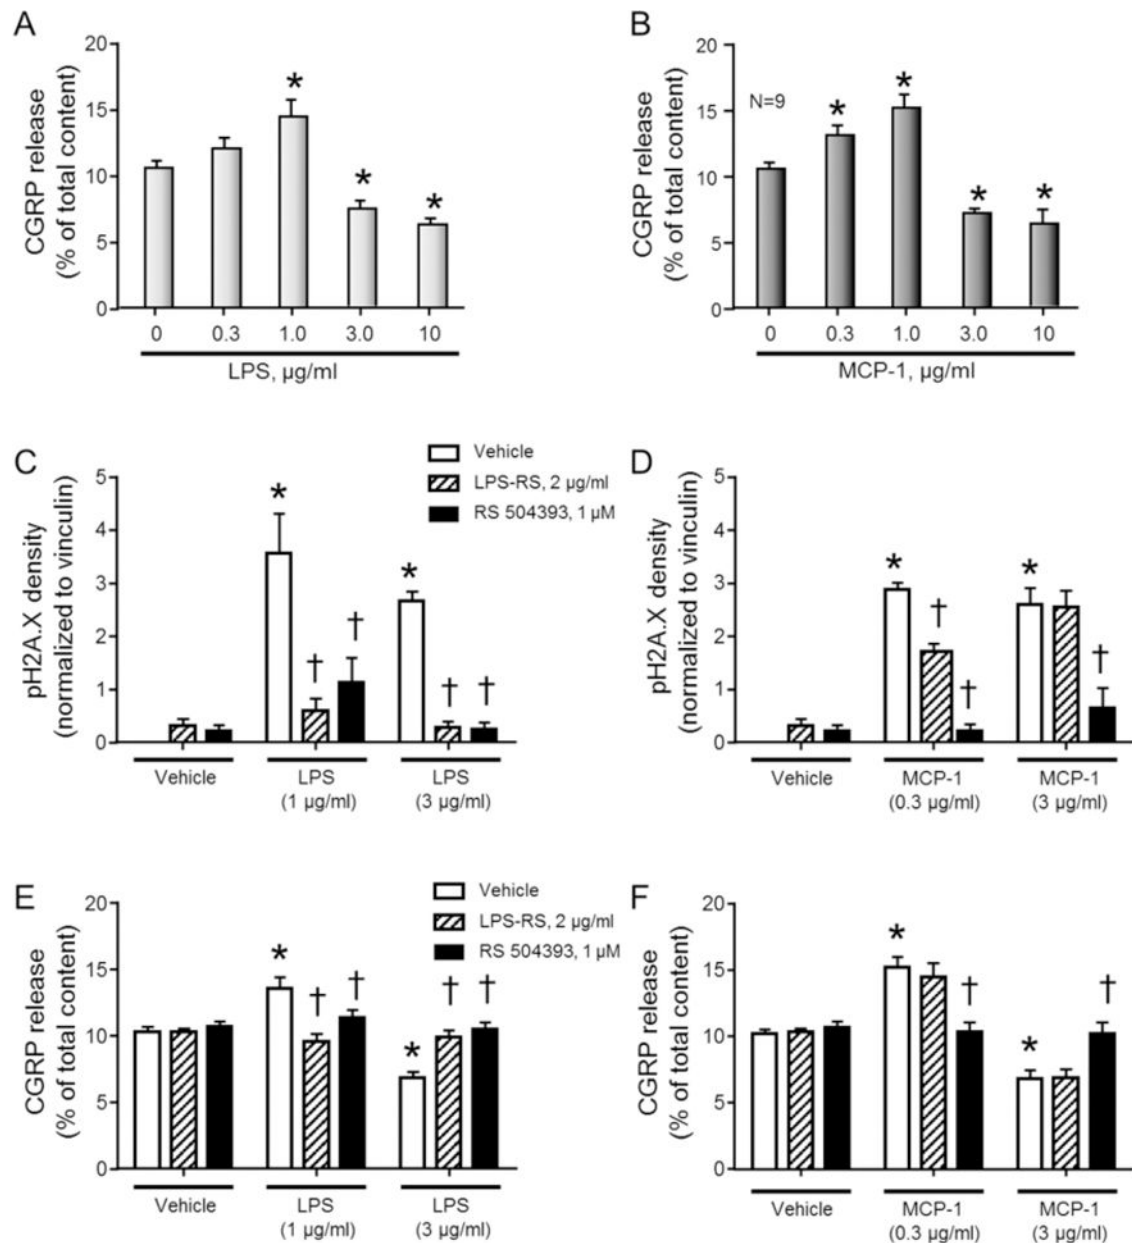 A
CGRP release
(% of total content)
20
15
10
5
0
*
*
*
0 0.3 1.0 3.0 10
LPS, µg/ml
B
CGRP release
(% of total content)
20
15
10
5
0
N=9
*
*
*
*
0 0.3 1.0 3.0 10
MCP-1, µg/ml
C
pH2A.X density
(normalized to vinculin)
5
4
3
2
1
0
Vehicle
LPS-RS, 2 µg/ml
RS 504393, 1 µM
*
†
†
*
†
†
Vehicle
LPS
(1 µg/ml)
LPS
(3 µg/ml)
D
pH2A.X density
(normalized to vinculin)
5
4
3
2
1
0
*
†
†
*
†
Vehicle
MCP-1
(0.3 µg/ml)
MCP-1
(3 µg/ml)
E
CGRP release
(% of total content)
20
15
10
5
0
Vehicle
LPS-RS, 2 µg/ml
RS 504393, 1 µM
*
†
†
*
†
†
Vehicle
LPS
(1 µg/ml)
LPS
(3 µg/ml)
F
CGRP release
(% of total content)
20
15
10
5
0
*
†
*
†
Vehicle
MCP-1
(0.3 µg/ml)
MCP-1
(3 µg/ml)